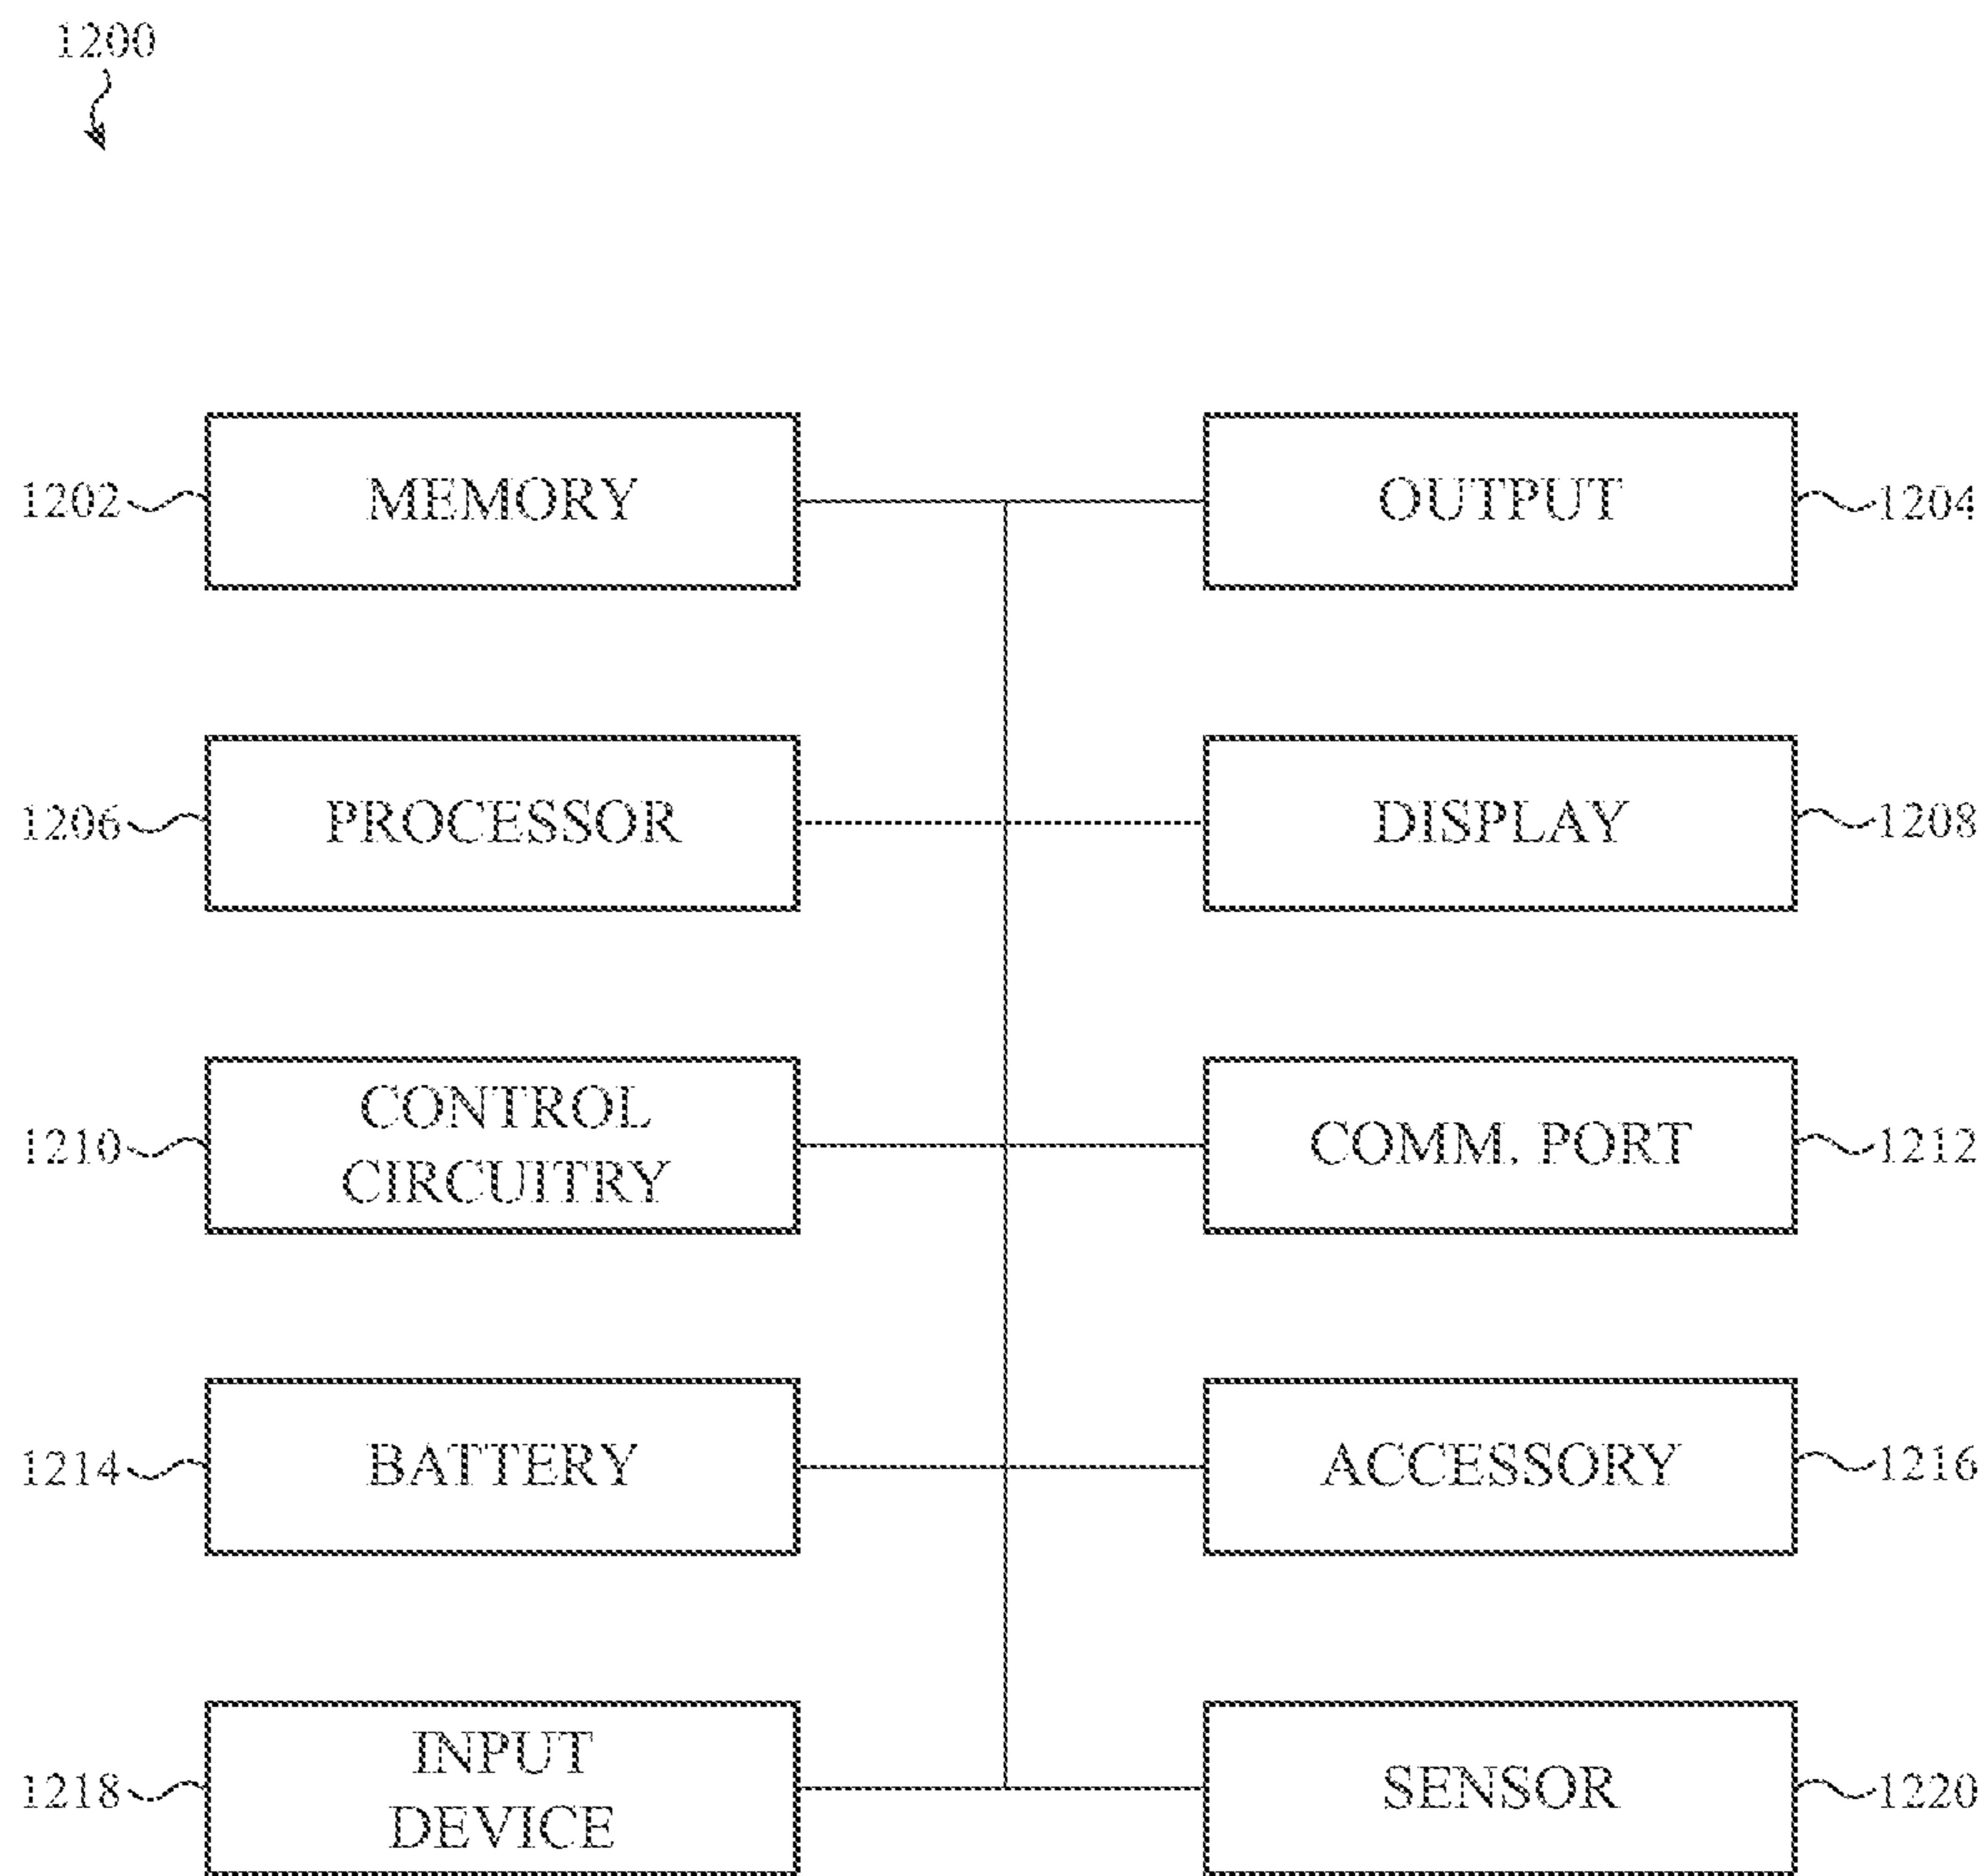 1200
1202 MEMORY OUTPUT 1204
1206 PROCESSOR DISPLAY 1208
1210 CONTROL
CIRCUITRY COMM. PORT 1212
1214 BATTERY ACCESSORY 1216
1218 INPUT
DEVICE SENSOR 1220